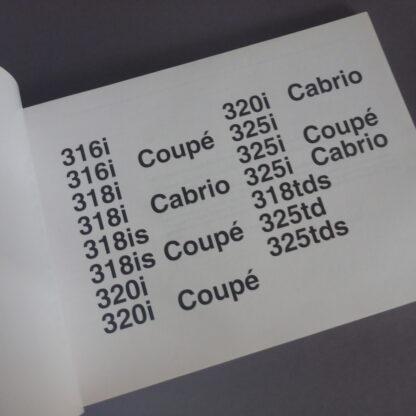 316i
316i Coupé
318i
318i Cabrio
318is
318is Coupé
320i
320i Coupé
320i Cabrio
325i
325i Coupé
325i Cabrio
318tds
325td
325tds